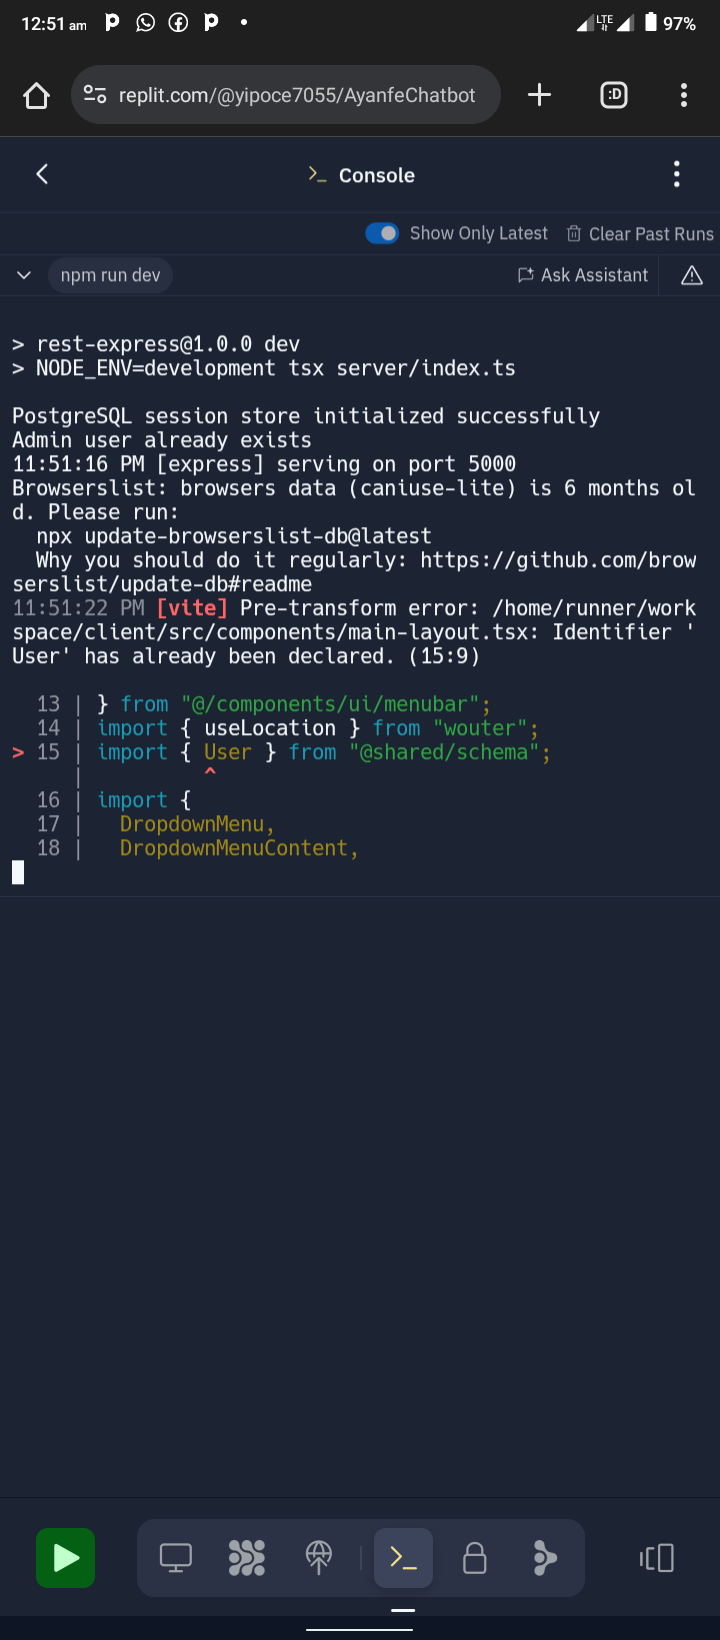 12:51 am
LTE
97%
replit.com/@yipoce7055/AyanfeChatbot
:D
>_ Console
Show Only Latest
Clear Past Runs
npm run dev
Ask Assistant
> rest-express@1.0.0 dev
> NODE_ENV=development tsx server/index.ts
PostgreSQL session store initialized successfully
Admin user already exists
11:51:16 PM [express] serving on port 5000
Browserslist: browsers data (caniuse-lite) is 6 months ol
d. Please run:
  npx update-browserslist-db@latest
  Why you should do it regularly: https://github.com/brow
serslist/update-db#readme
11:51:22 PM [vite] Pre-transform error: /home/runner/work
space/client/src/components/main-layout.tsx: Identifier '
User' has already been declared. (15:9)
  13 | } from "@/components/ui/menubar";
  14 | import { useLocation } from "wouter";
> 15 | import { User } from "@shared/schema";
     |          ^
  16 | import {
  17 |   DropdownMenu,
  18 |   DropdownMenuContent,